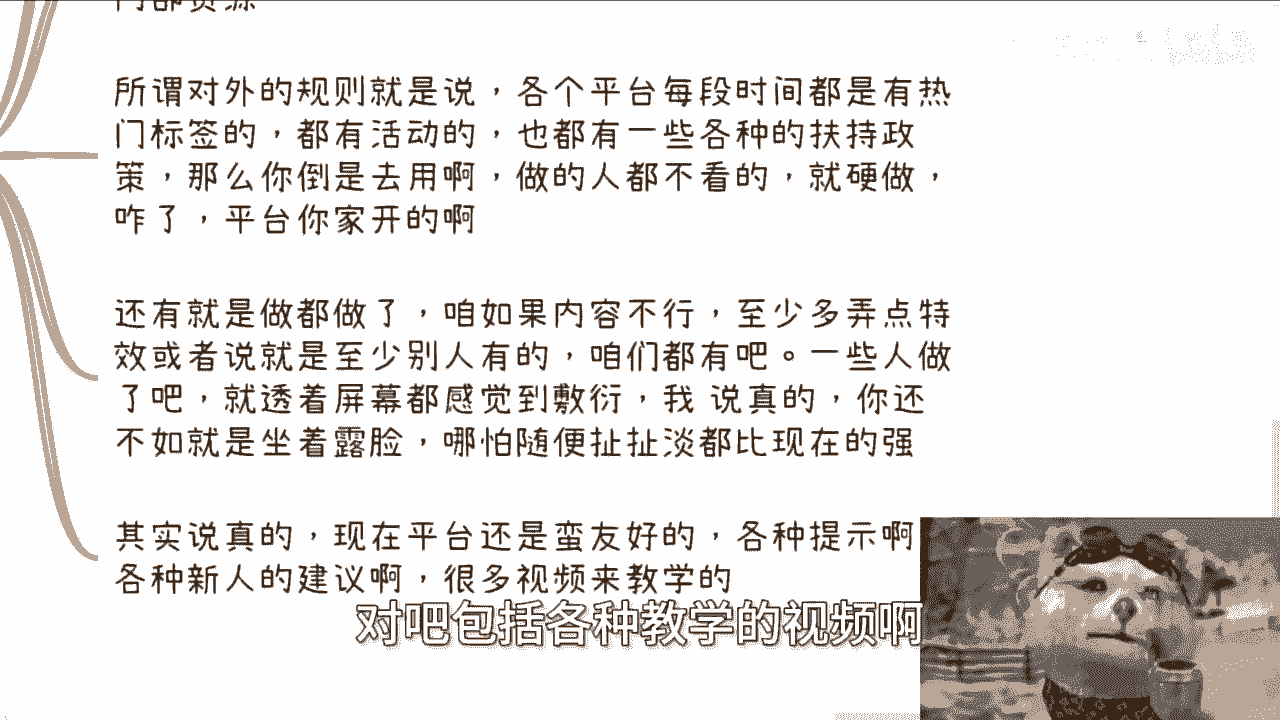 门部资源
所谓对外的规则就是说，各个平台每段时间都是有热
门标签的，都有活动的，也都有一些各种的扶持政
策，那么你倒是去用啊，做的人都不看的，就硬做，
咋了，平台你家开的啊
还有就是做都做了，咱如果内容不行，至少多弄点特
效或者说就是至少别人有的，咱们都有吧。一些人做
了吧，就透着屏幕都感觉到敷衍，我 说真的，你还
不如就是坐着露脸，哪怕随便扯扯淡都比现在的强
其实说真的，现在平台还是蛮友好的，各种提示啊
各种新人的建议啊，很多视频来教学的
对吧包括各种教学的视频啊